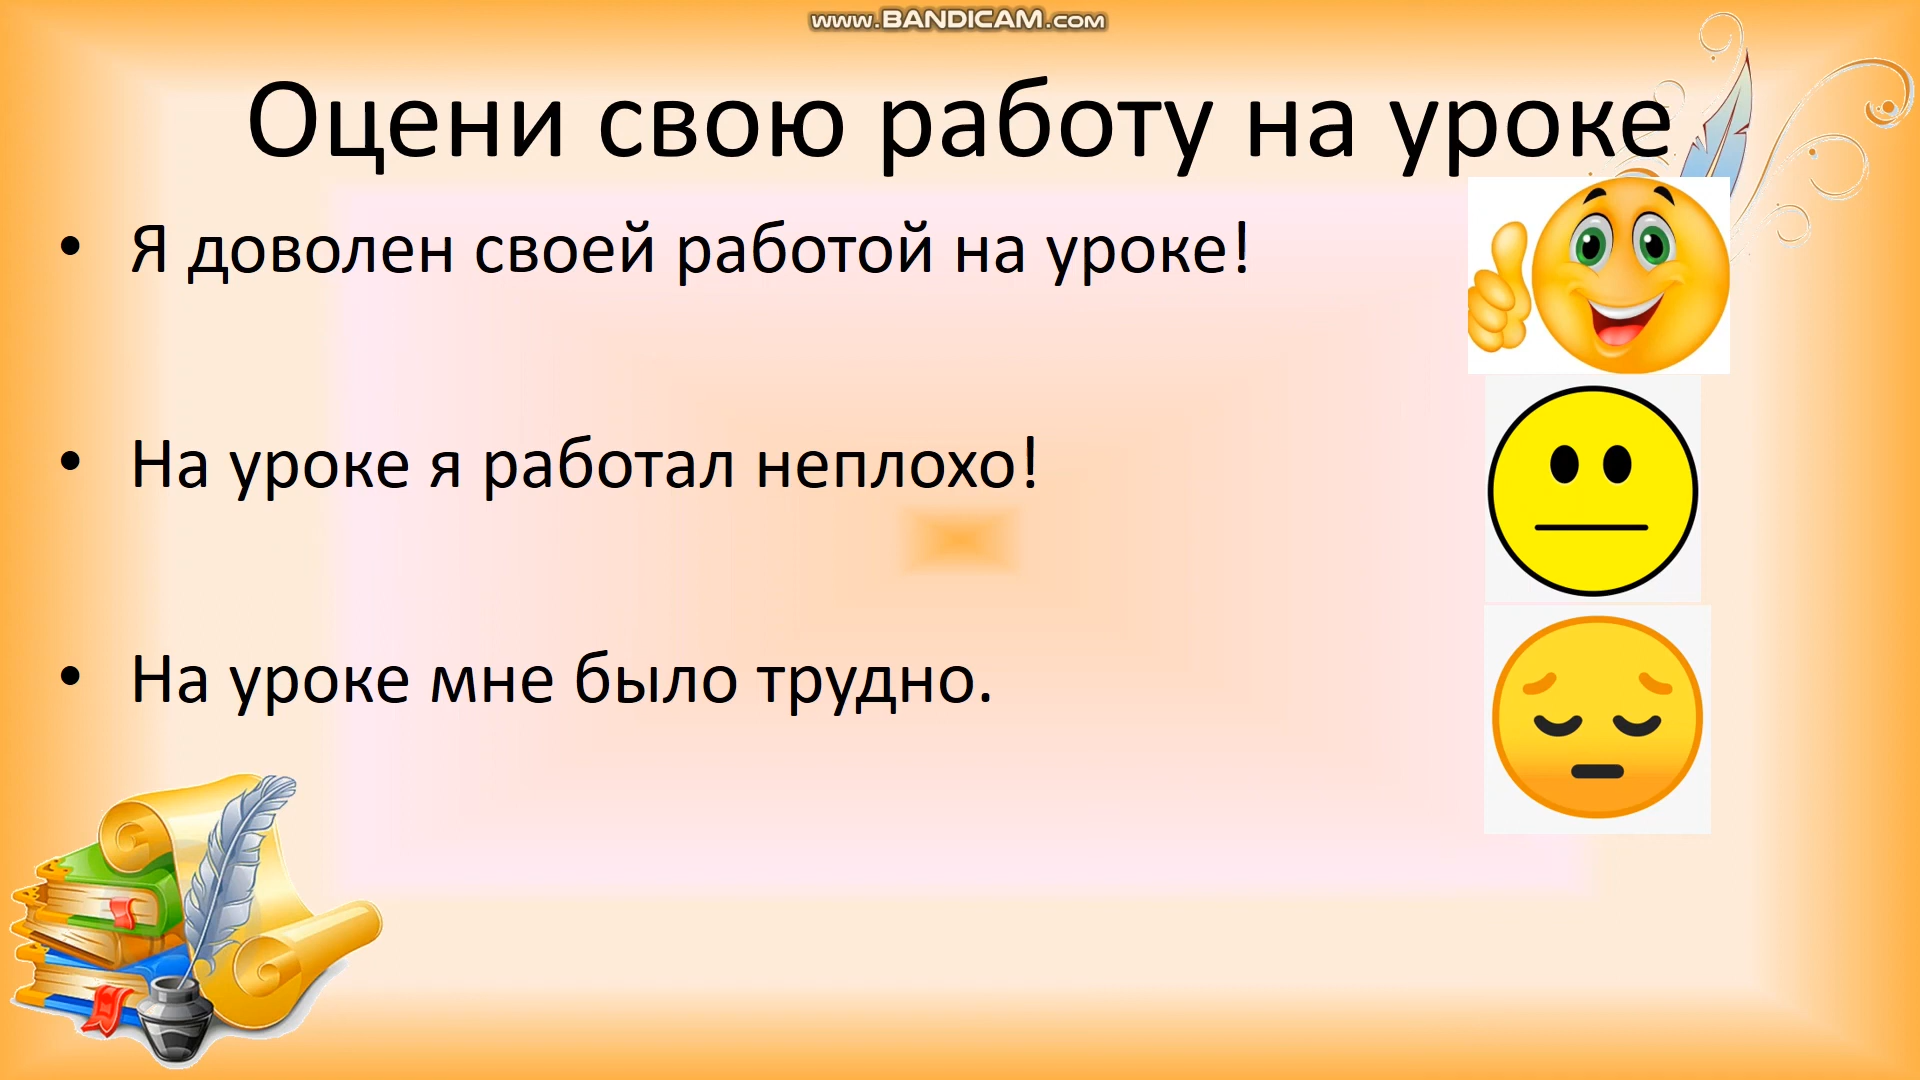 www.BANDICAM.com
Оцени свою работу на уроке
• Я доволен своей работой на уроке!
• На уроке я работал неплохо!
• На уроке мне было трудно.